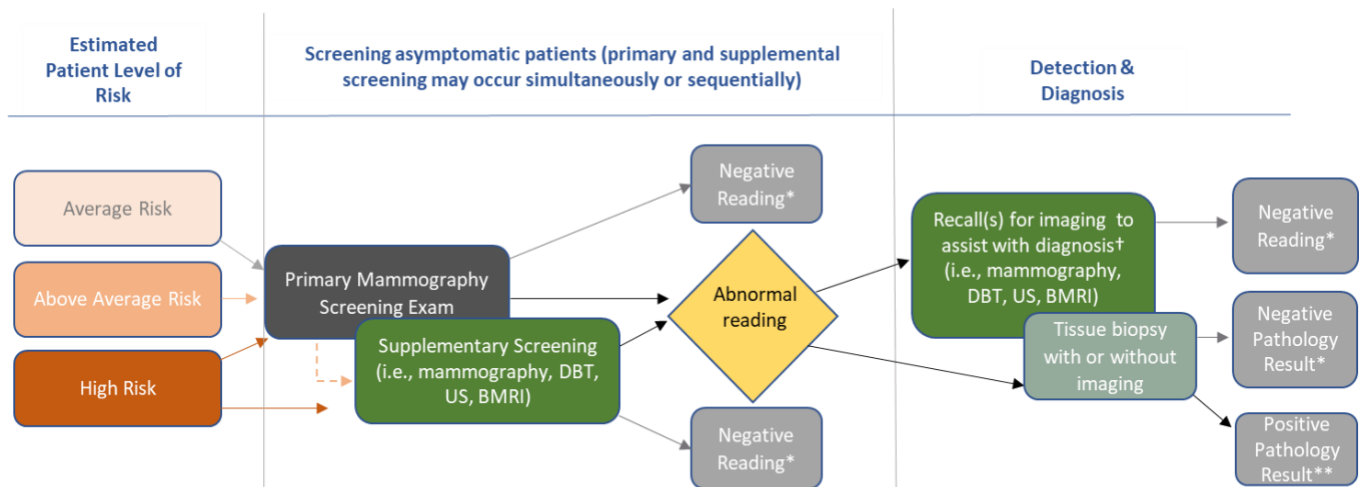 Estimated
Patient Level of
Risk
Screening asymptomatic patients (primary and supplemental
screening may occur simultaneously or sequentially)
Detection &
Diagnosis
Average Risk
Above Average Risk
High Risk
Primary Mammography
Screening Exam
Supplementary Screening
(i.e., mammography, DBT,
US, BMRI)
Negative
Reading*
Abnormal
reading
Negative
Reading*
Recall(s) for imaging to
assist with diagnosis†
(i.e., mammography,
DBT, US, BMRI)
Tissue biopsy
with or without
imaging
Negative
Reading*
Negative
Pathology
Result*
Positive
Pathology
Result**